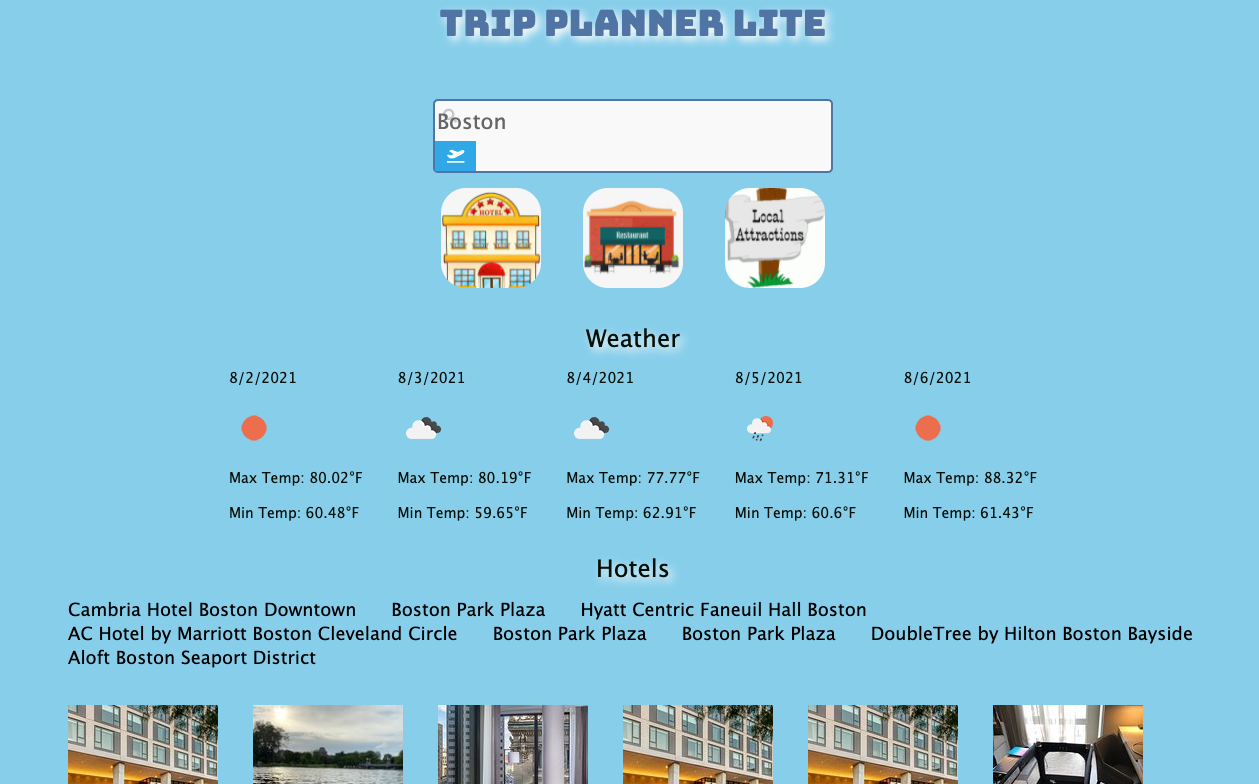 TRIP PLANNER LITE
Boston
HOTEL
Restaurant
Local
Attractions
Weather
8/2/2021 8/3/2021 8/4/2021 8/5/2021 8/6/2021
Max Temp: 80.02°F Max Temp: 80.19°F Max Temp: 77.77°F Max Temp: 71.31°F Max Temp: 88.32°F
Min Temp: 60.48°F Min Temp: 59.65°F Min Temp: 62.91°F Min Temp: 60.6°F Min Temp: 61.43°F
Hotels
Cambria Hotel Boston Downtown Boston Park Plaza Hyatt Centric Faneuil Hall Boston
AC Hotel by Marriott Boston Cleveland Circle Boston Park Plaza Boston Park Plaza DoubleTree by Hilton Boston Bayside
Aloft Boston Seaport District